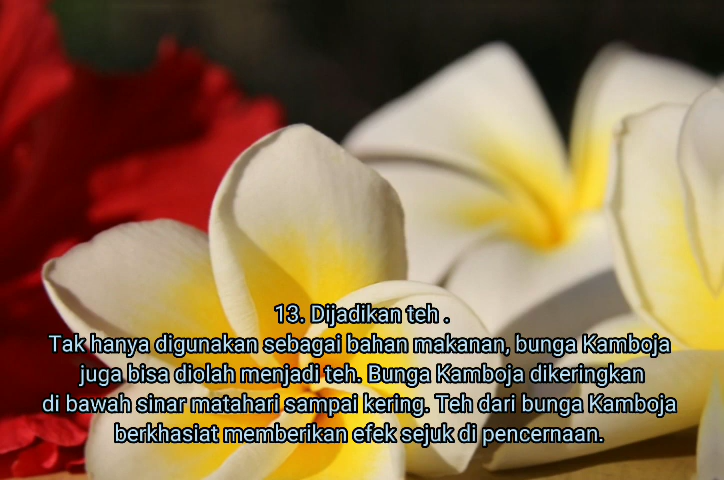 13. Dijadikan teh .
Tak hanya digunakan sebagai bahan makanan, bunga Kamboja
juga bisa diolah menjadi teh. Bunga Kamboja dikeringkan
di bawah sinar matahari sampai kering. Teh dari bunga Kamboja
berkhasiat memberikan efek sejuk di pencernaan.